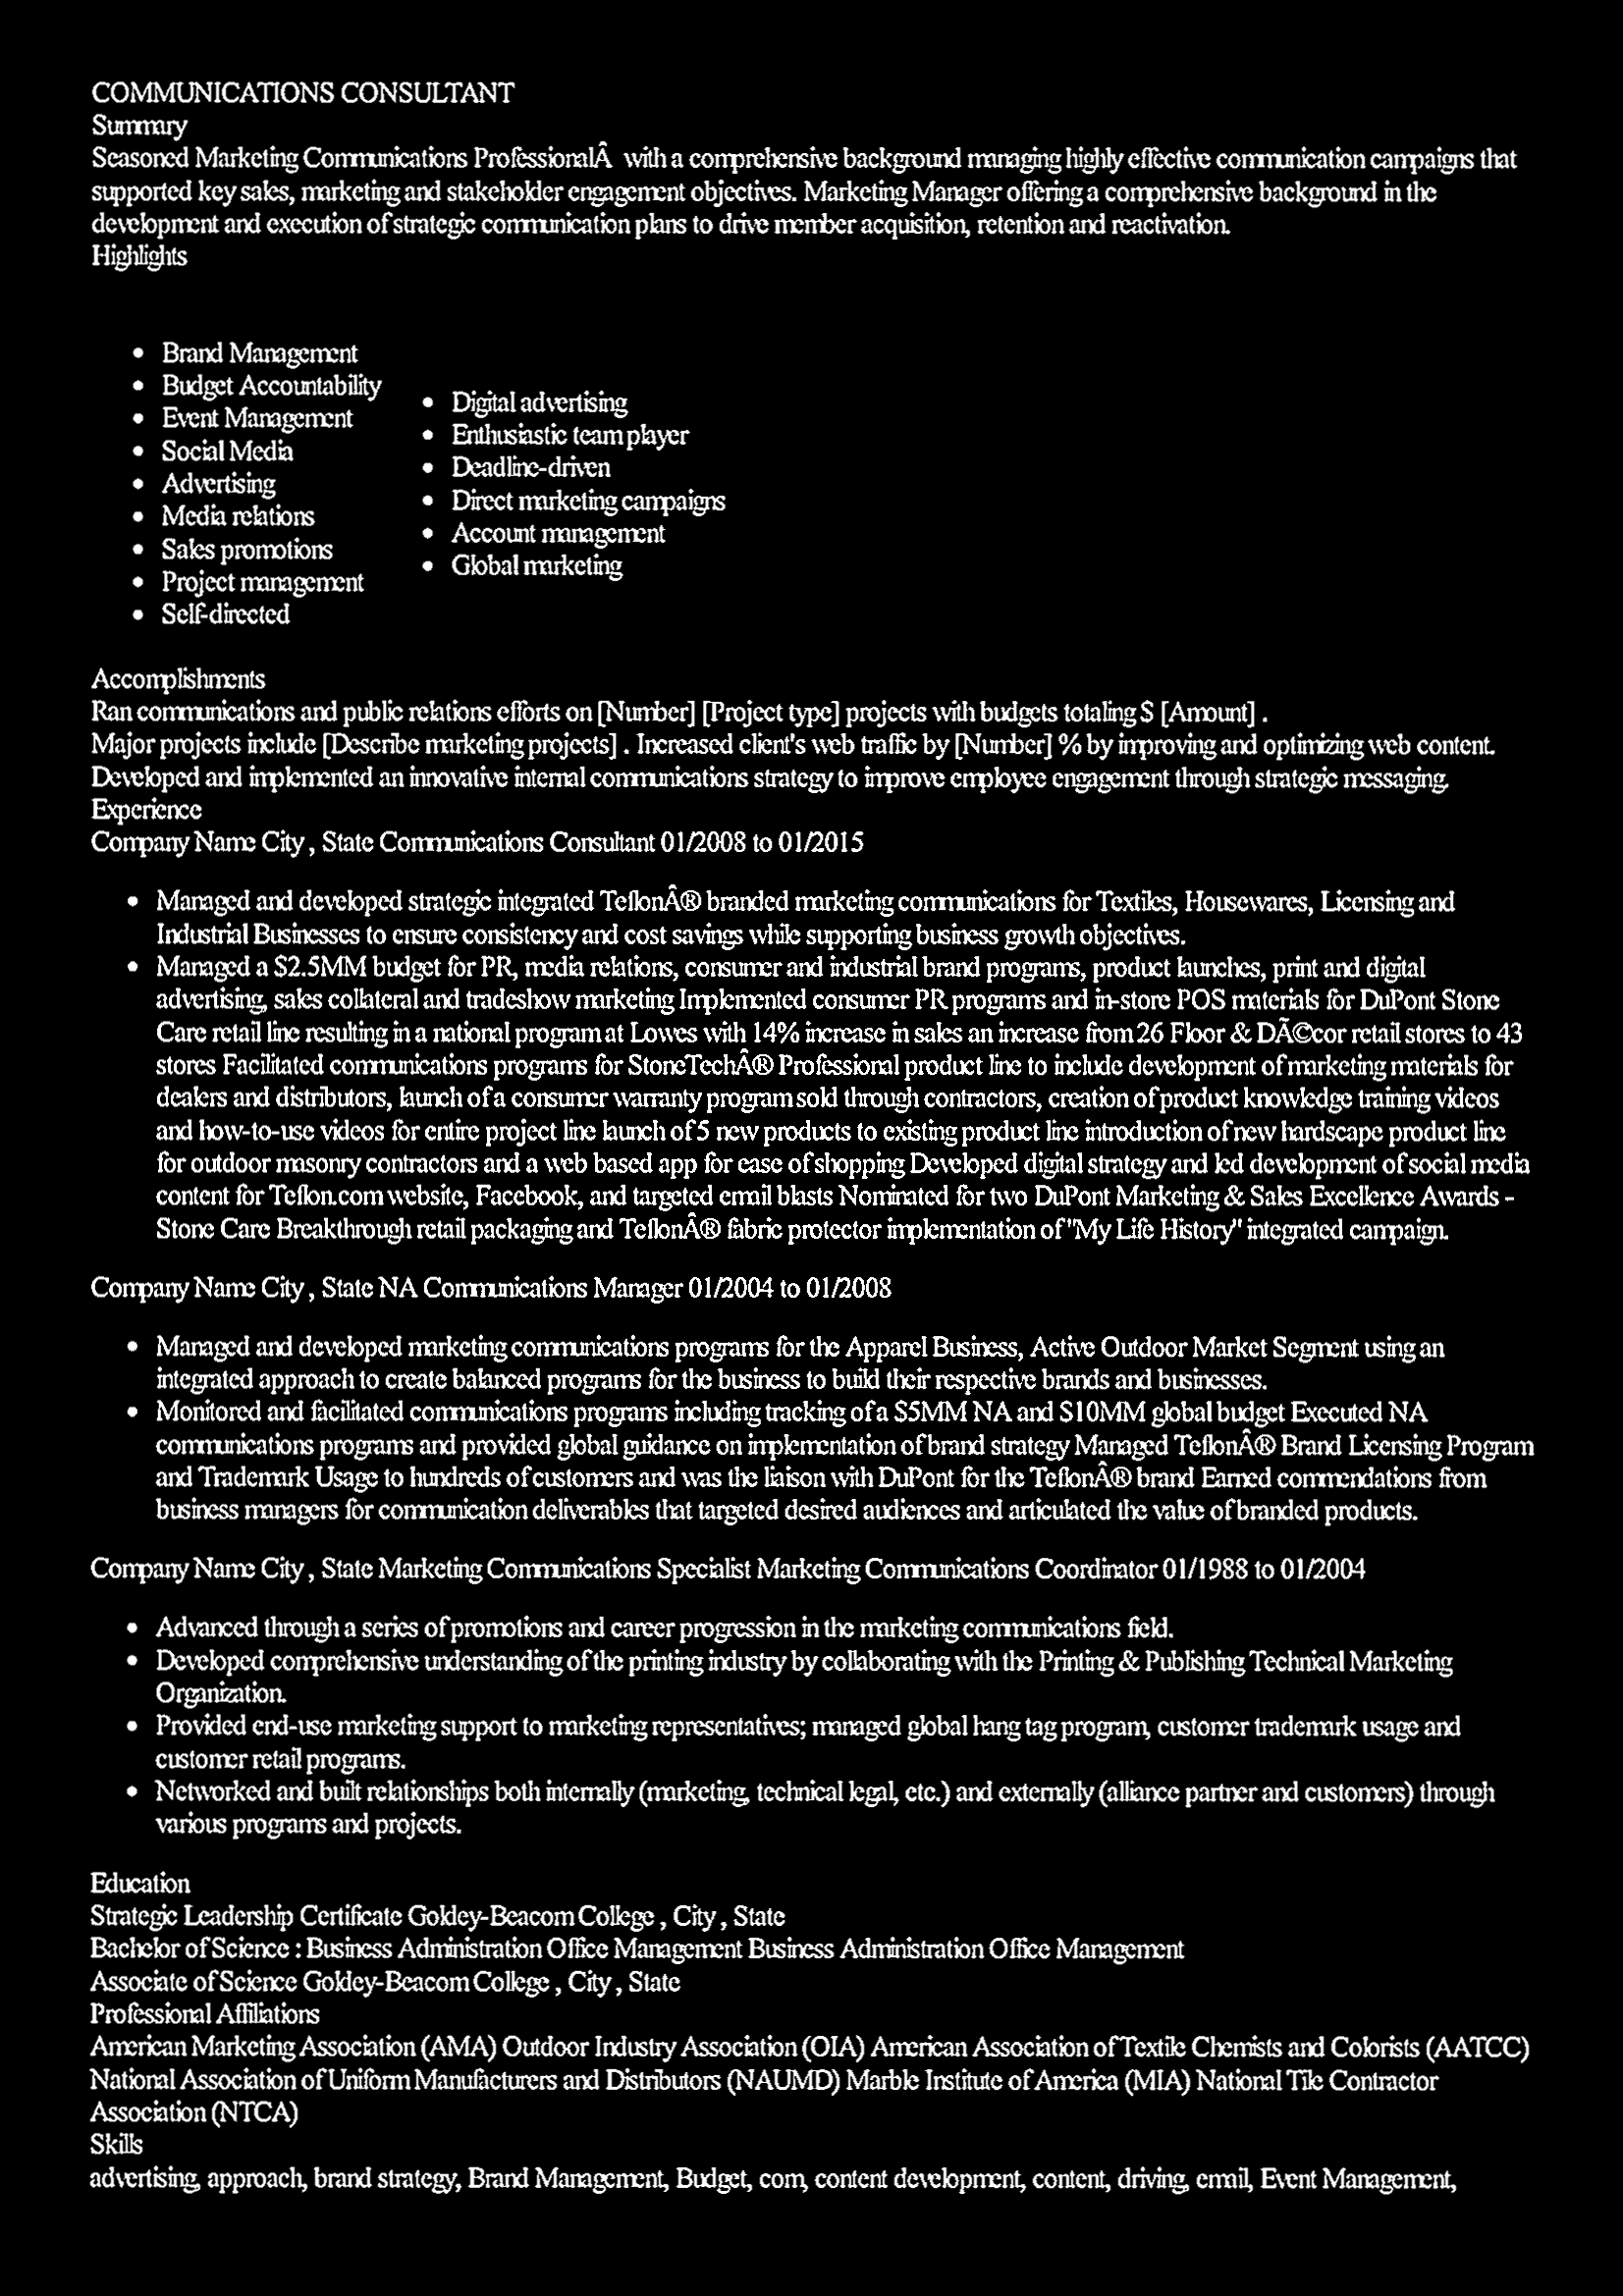 COMMUNICATIONS CONSULTANT
Summary
Seasoned Marketing Communications ProfessionalÂ  with a comprehensive background managing highly effective communication campaigns that
supported key sales, marketing and stakeholder engagement objectives. Marketing Manager offering a comprehensive background in the
development and execution of strategic communication plans to drive member acquisition, retention and reactivation.
Highlights
• Brand Management
• Budget Accountability
• Event Management
• Social Media
• Advertising
• Media relations
• Sales promotions
• Project management
• Self-directed
• Digital advertising
• Enthusiastic team player
• Deadline-driven
• Direct marketing campaigns
• Account management
• Global marketing
Accomplishments
Ran communications and public relations efforts on [Number] [Project type] projects with budgets totaling $ [Amount] .
Major projects include [Describe marketing projects] . Increased client's web traffic by [Number] % by improving and optimizing web content.
Developed and implemented an innovative internal communications strategy to improve employee engagement through strategic messaging.
Experience
Company Name City , State Communications Consultant 01/2008 to 01/2015
• Managed and developed strategic integrated TeflonÂ® branded marketing communications for Textiles, Housewares, Licensing and
Industrial Businesses to ensure consistency and cost savings while supporting business growth objectives.
• Managed a $2.5MM budget for PR, media relations, consumer and industrial brand programs, product launches, print and digital
advertising, sales collateral and tradeshow marketing Implemented consumer PR programs and in-store POS materials for DuPont Stone
Care retail line resulting in a national program at Lowes with 14% increase in sales an increase from 26 Floor & DÃ©cor retail stores to 43
stores Facilitated communications programs for StoneTechÂ® Professional product line to include development of marketing materials for
dealers and distributors, launch of a consumer warranty program sold through contractors, creation of product knowledge training videos
and how-to-use videos for entire project line launch of 5 new products to existing product line introduction of new hardscape product line
for outdoor masonry contractors and a web based app for ease of shopping Developed digital strategy and led development of social media
content for Teflon.com website, Facebook, and targeted email blasts Nominated for two DuPont Marketing & Sales Excellence Awards -
Stone Care Breakthrough retail packaging and TeflonÂ® fabric protector implementation of "My Life History" integrated campaign.
Company Name City , State NA Communications Manager 01/2004 to 01/2008
• Managed and developed marketing communications programs for the Apparel Business, Active Outdoor Market Segment using an
integrated approach to create balanced programs for the business to build their respective brands and businesses.
• Monitored and facilitated communications programs including tracking of a $5MM NA and $10MM global budget Executed NA
communications programs and provided global guidance on implementation of brand strategy Managed TeflonÂ® Brand Licensing Program
and Trademark Usage to hundreds of customers and was the liaison with DuPont for the TeflonÂ® brand Earned commendations from
business managers for communication deliverables that targeted desired audiences and articulated the value of branded products.
Company Name City , State Marketing Communications Specialist Marketing Communications Coordinator 01/1988 to 01/2004
• Advanced through a series of promotions and career progression in the marketing communications field.
• Developed comprehensive understanding of the printing industry by collaborating with the Printing & Publishing Technical Marketing
Organization.
• Provided end-use marketing support to marketing representatives; managed global hang tag program, customer trademark usage and
customer retail programs.
• Networked and built relationships both internally (marketing, technical legal, etc.) and externally (alliance partner and customers) through
various programs and projects.
Education
Strategic Leadership Certificate Goldey-Beacom College , City , State
Bachelor of Science : Business Administration Office Management Business Administration Office Management
Associate of Science Goldey-Beacom College , City , State
Professional Affiliations
American Marketing Association (AMA) Outdoor Industry Association (OIA) American Association of Textile Chemists and Colorists (AATCC)
National Association of Uniform Manufacturers and Distributors (NAUMD) Marble Institute of America (MIA) National Tile Contractor
Association (NTCA)
Skills
advertising, approach, brand strategy, Brand Management, Budget, com, content development, content, driving, email, Event Management,